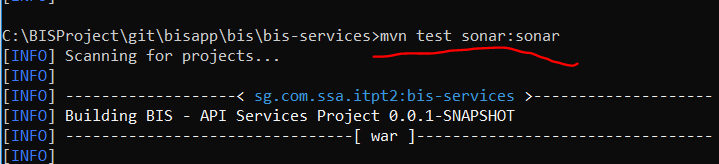 [INFO]
C:\BISProject\git\bisapp\bis\bis-services>mvn test sonar:sonar
[INFO] Scanning for projects...
[INFO]
[INFO] -------------------< sg.com.ssa.itpt2:bis-services >--------------------
[INFO] Building BIS - API Services Project 0.0.1-SNAPSHOT
[INFO] --------------------------------[ war ]---------------------------------
[INFO]